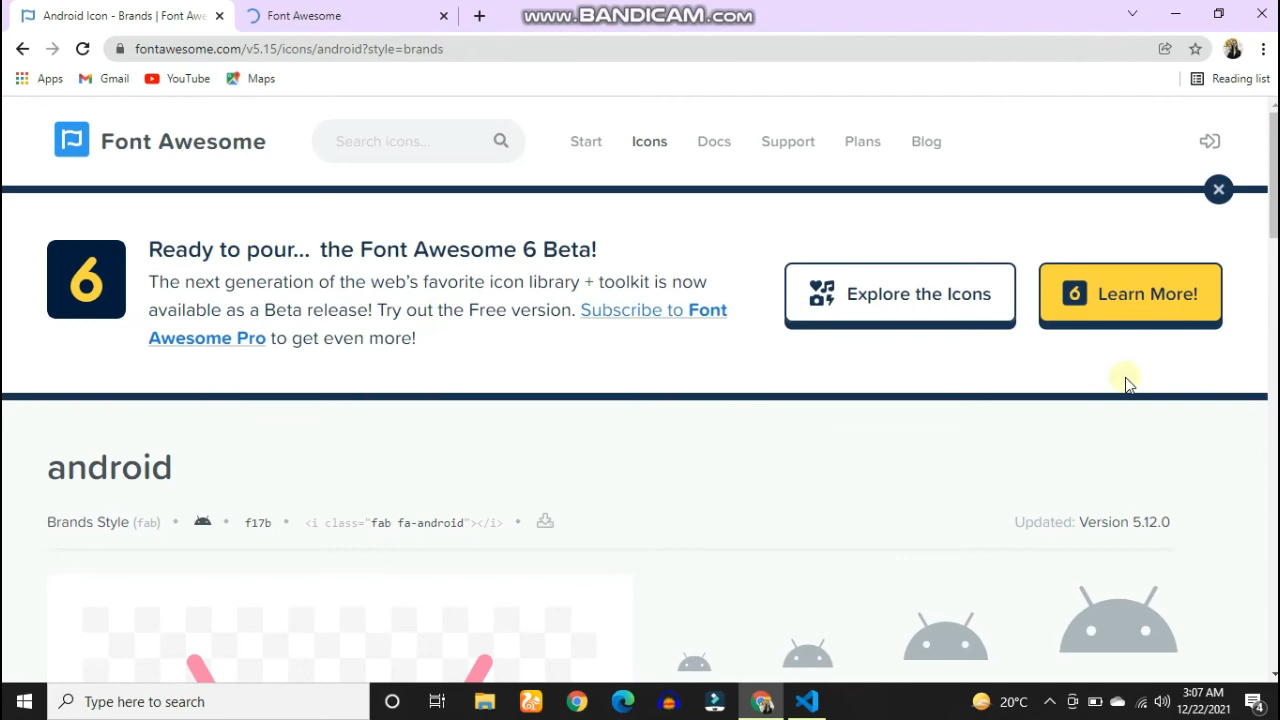 Android Icon - Brands | Font Awe
Font Awesome
www.BANDICAM.com
fontawesome.com/v5.15/icons/android?style=brands
Apps Gmail YouTube Maps Reading list
Font Awesome Search icons... Start Icons Docs Support Plans Blog
6
Ready to pour... the Font Awesome 6 Beta!
The next generation of the web's favorite icon library + toolkit is now
available as a Beta release! Try out the Free version. Subscribe to Font
Awesome Pro to get even more!
Explore the Icons
6 Learn More!
android
Brands Style (fab) • f17b • <i class="fab fa-android"></i> • Updated: Version 5.12.0
Type here to search
20°C
3:07 AM
12/22/2021
4